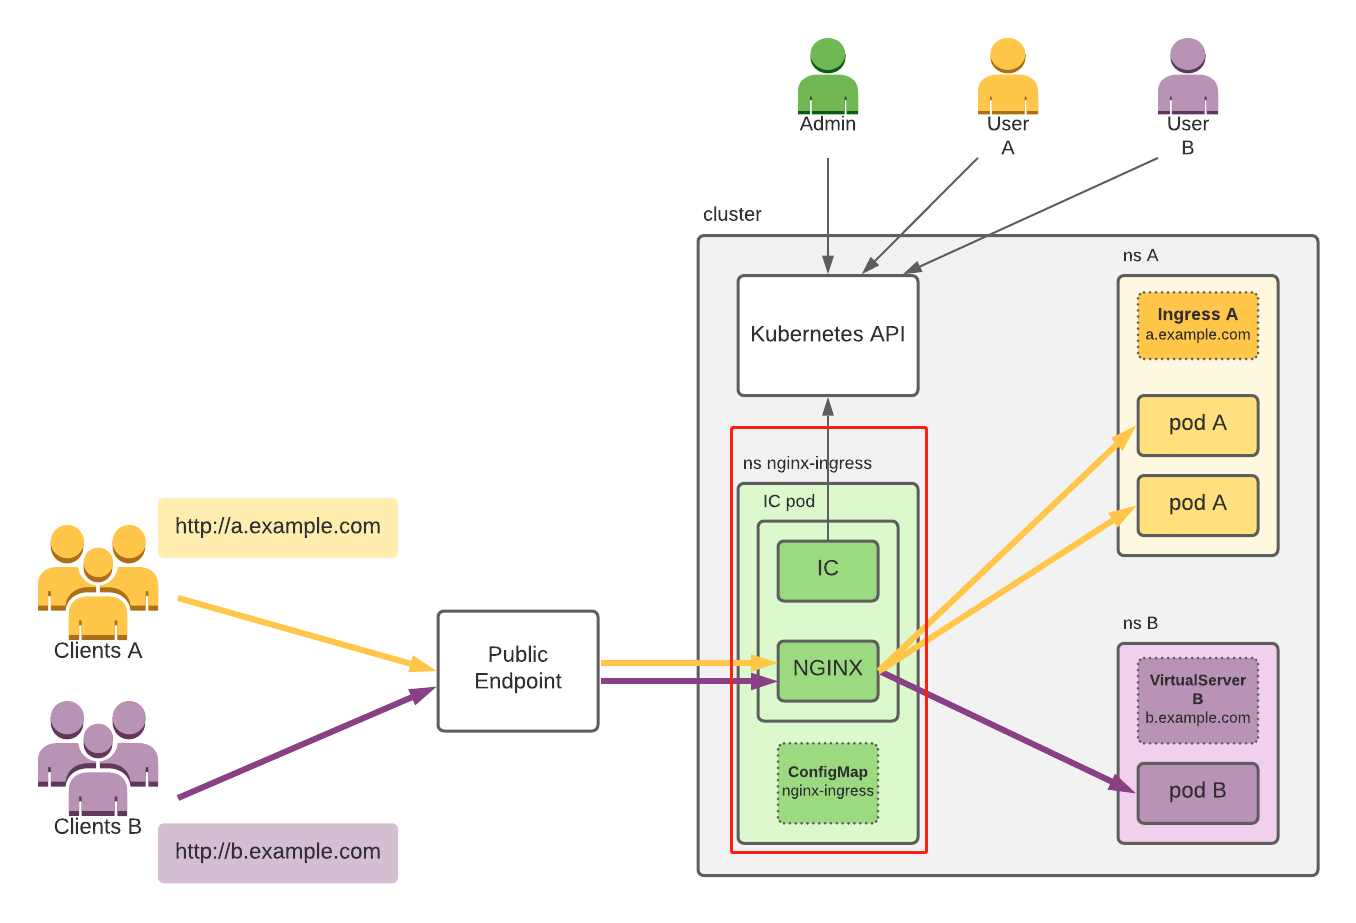 Admin
User
A
User
B
cluster
ns A
Ingress A
a.example.com
Kubernetes API
pod A
pod A
ns nginx-ingress
IC pod
IC
NGINX
ConfigMap
nginx-ingress
ns B
VirtualServer
B
b.example.com
pod B
http://a.example.com
Clients A
Public
Endpoint
Clients B
http://b.example.com